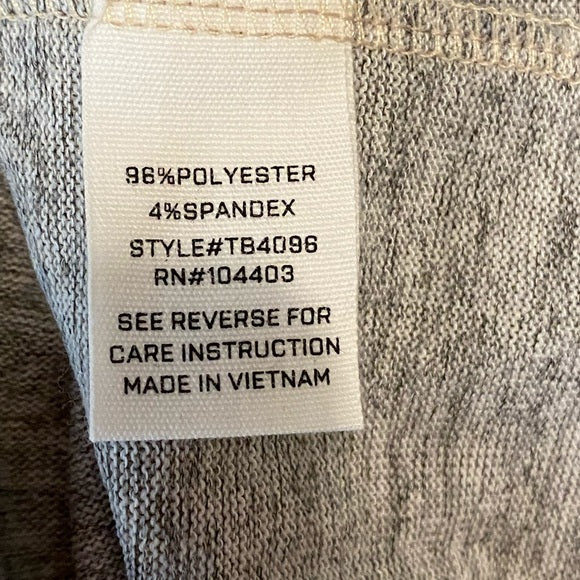 96%POLYESTER
4%SPANDEX
STYLE#TB4096
RN#104403
SEE REVERSE FOR
CARE INSTRUCTION
MADE IN VIETNAM